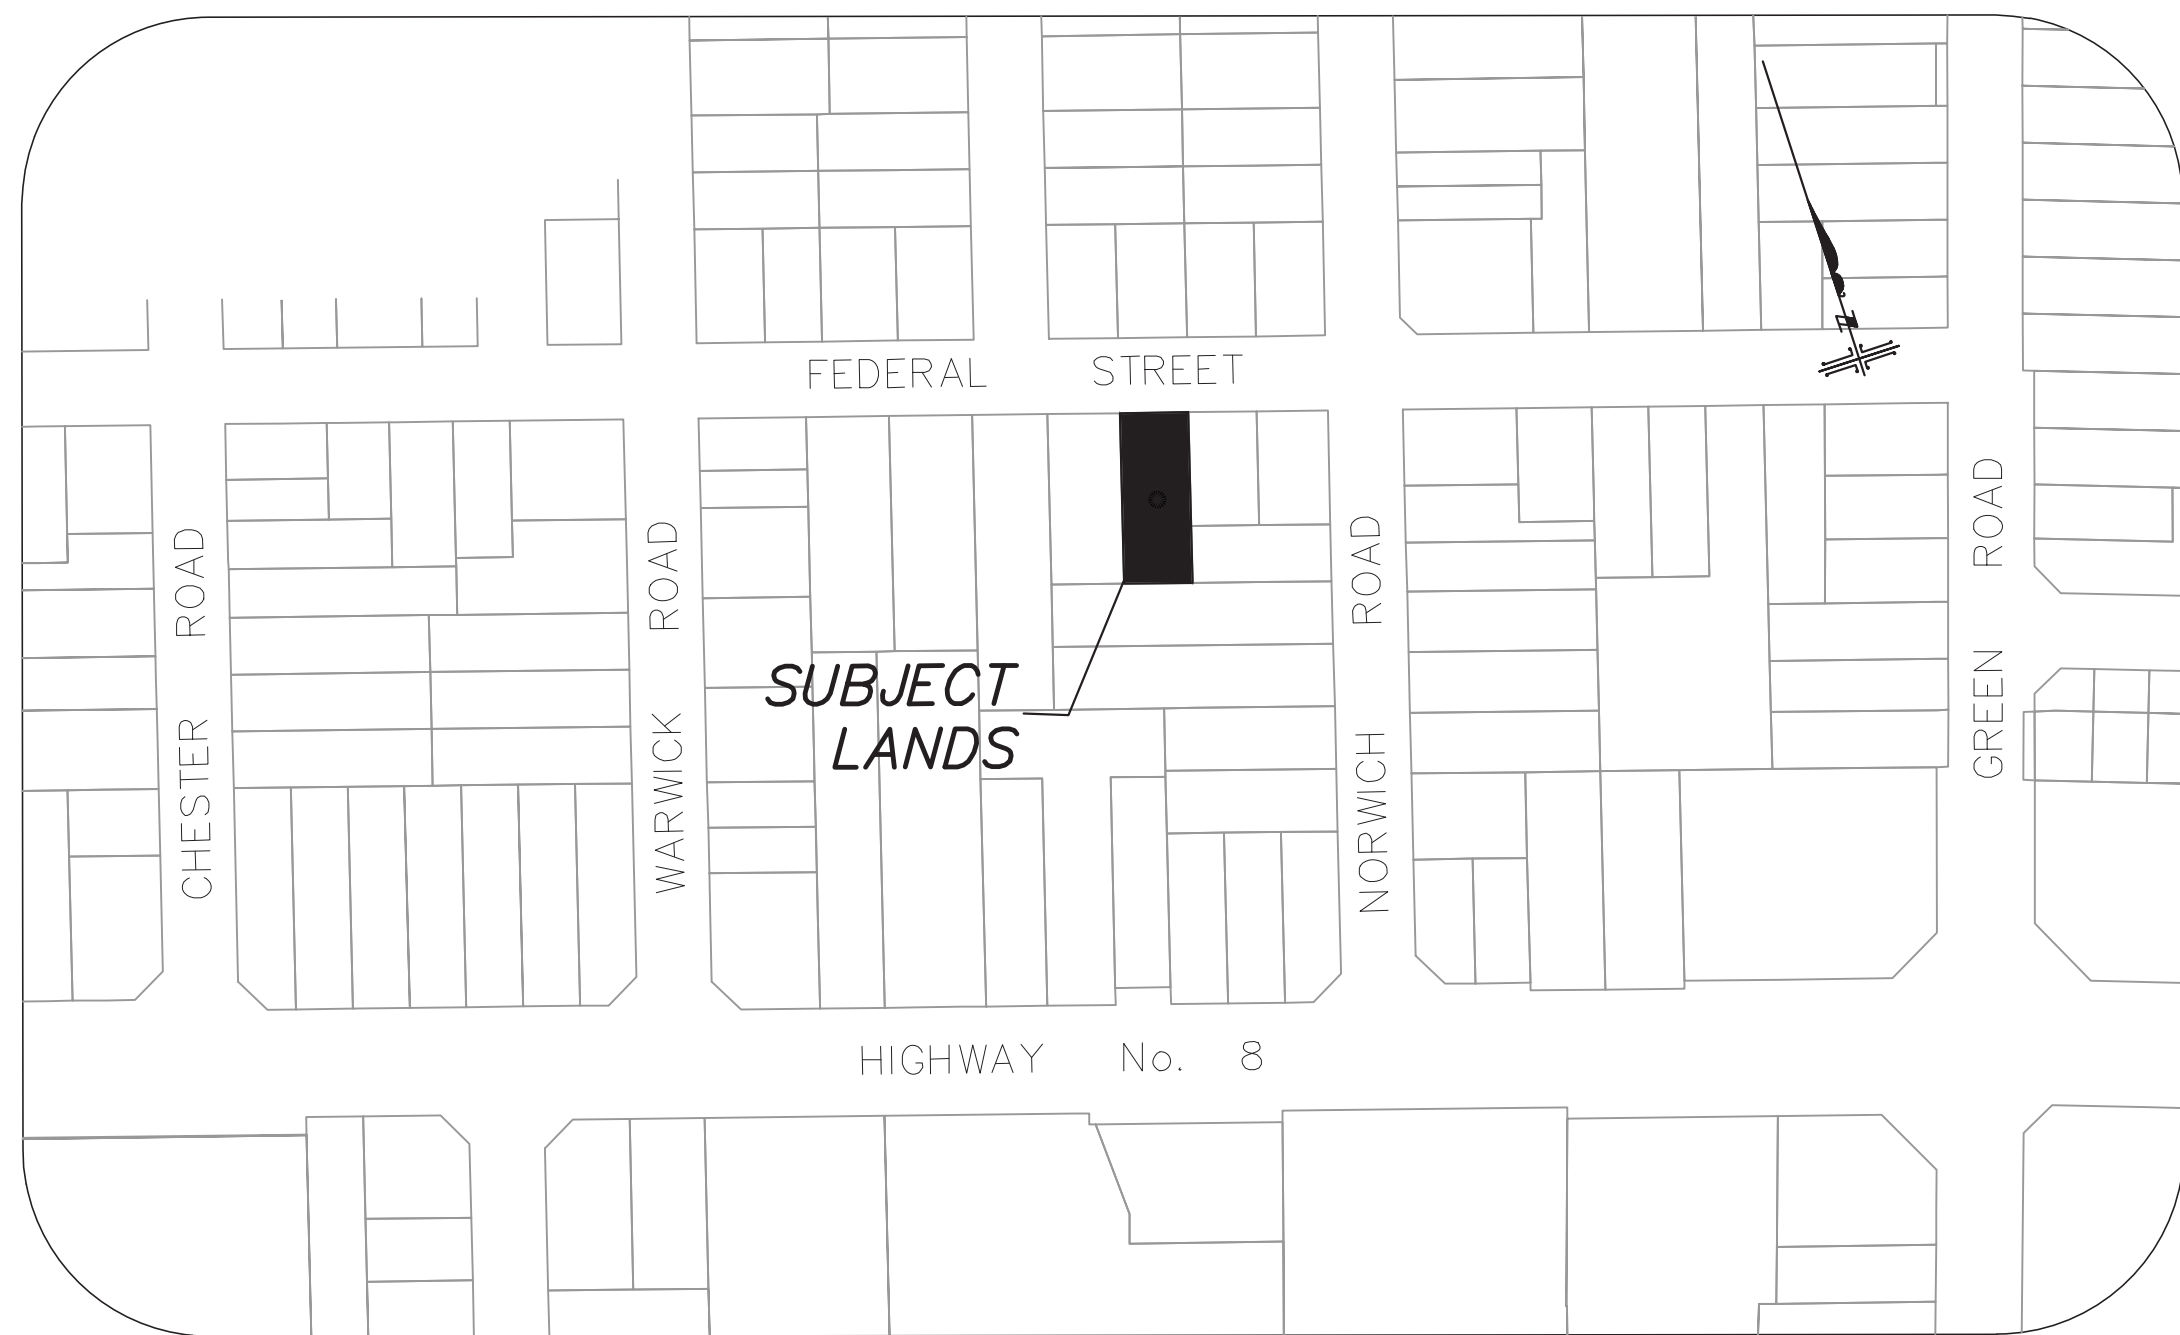 FEDERAL STREET
CHESTER ROAD
WARWICK ROAD
NORWICH ROAD
GREEN ROAD
SUBJECT
LANDS
HIGHWAY No. 8
N